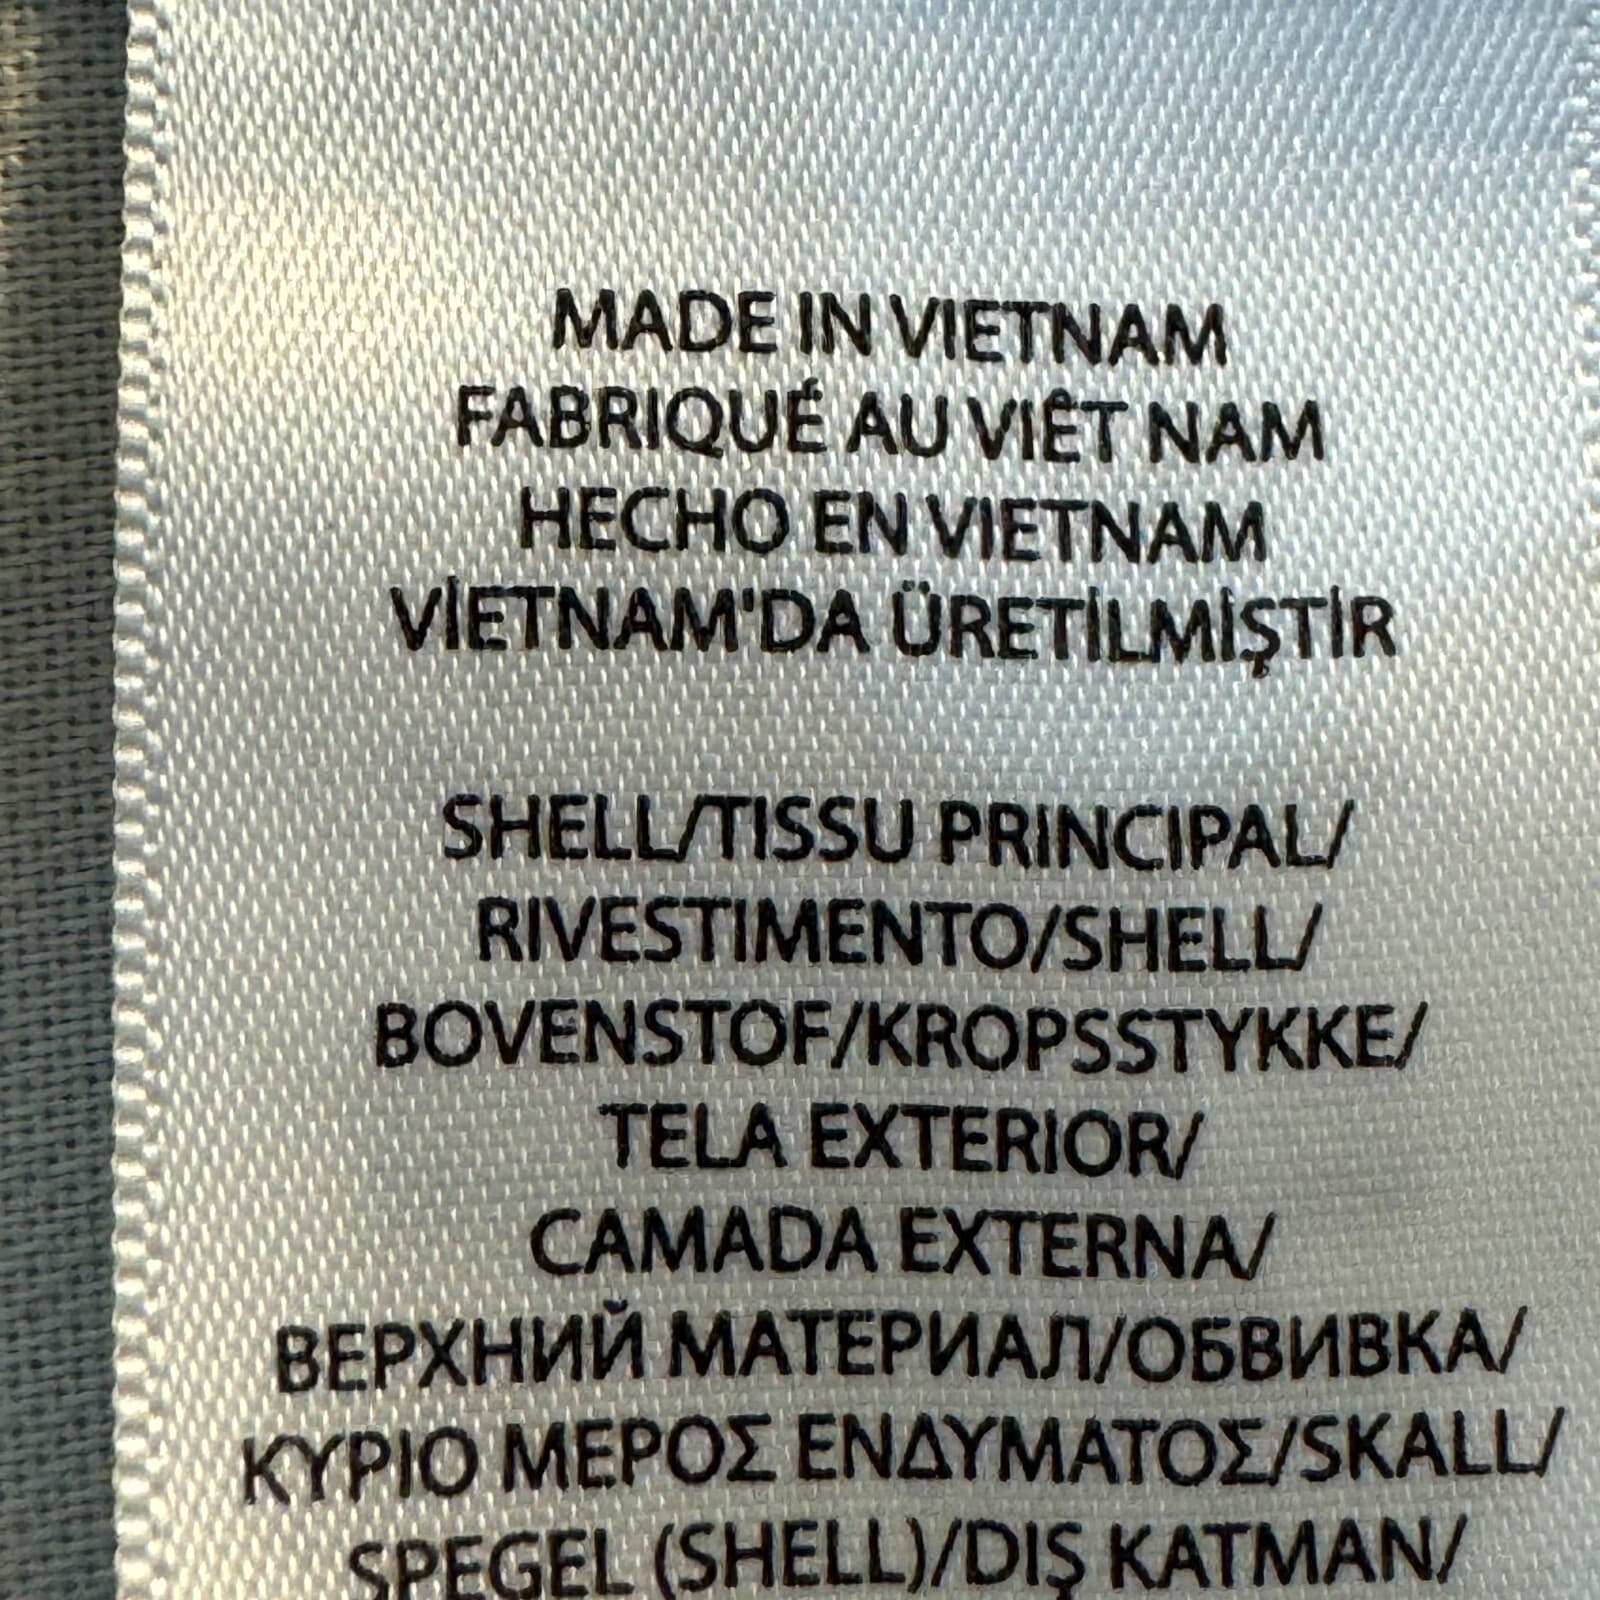 MADE IN VIETNAM
FABRIQUÉ AU VIÊT NAM
HECHO EN VIETNAM
VİETNAM'DA ÜRETİLMİŞTİR
SHELL/TISSU PRINCIPAL/
RIVESTIMENTO/SHELL/
BOVENSTOF/KROPSSTYKKE/
TELA EXTERIOR/
CAMADA EXTERNA/
ВЕРХНИЙ МАТЕРИАЛ/ОБВИВКА/
ΚΥΡΙΟ ΜΕΡΟΣ ΕΝΔΥΜΑΤΟΣ/SKALL/
SPEGEL (SHELL)/DIŞ KATMAN/